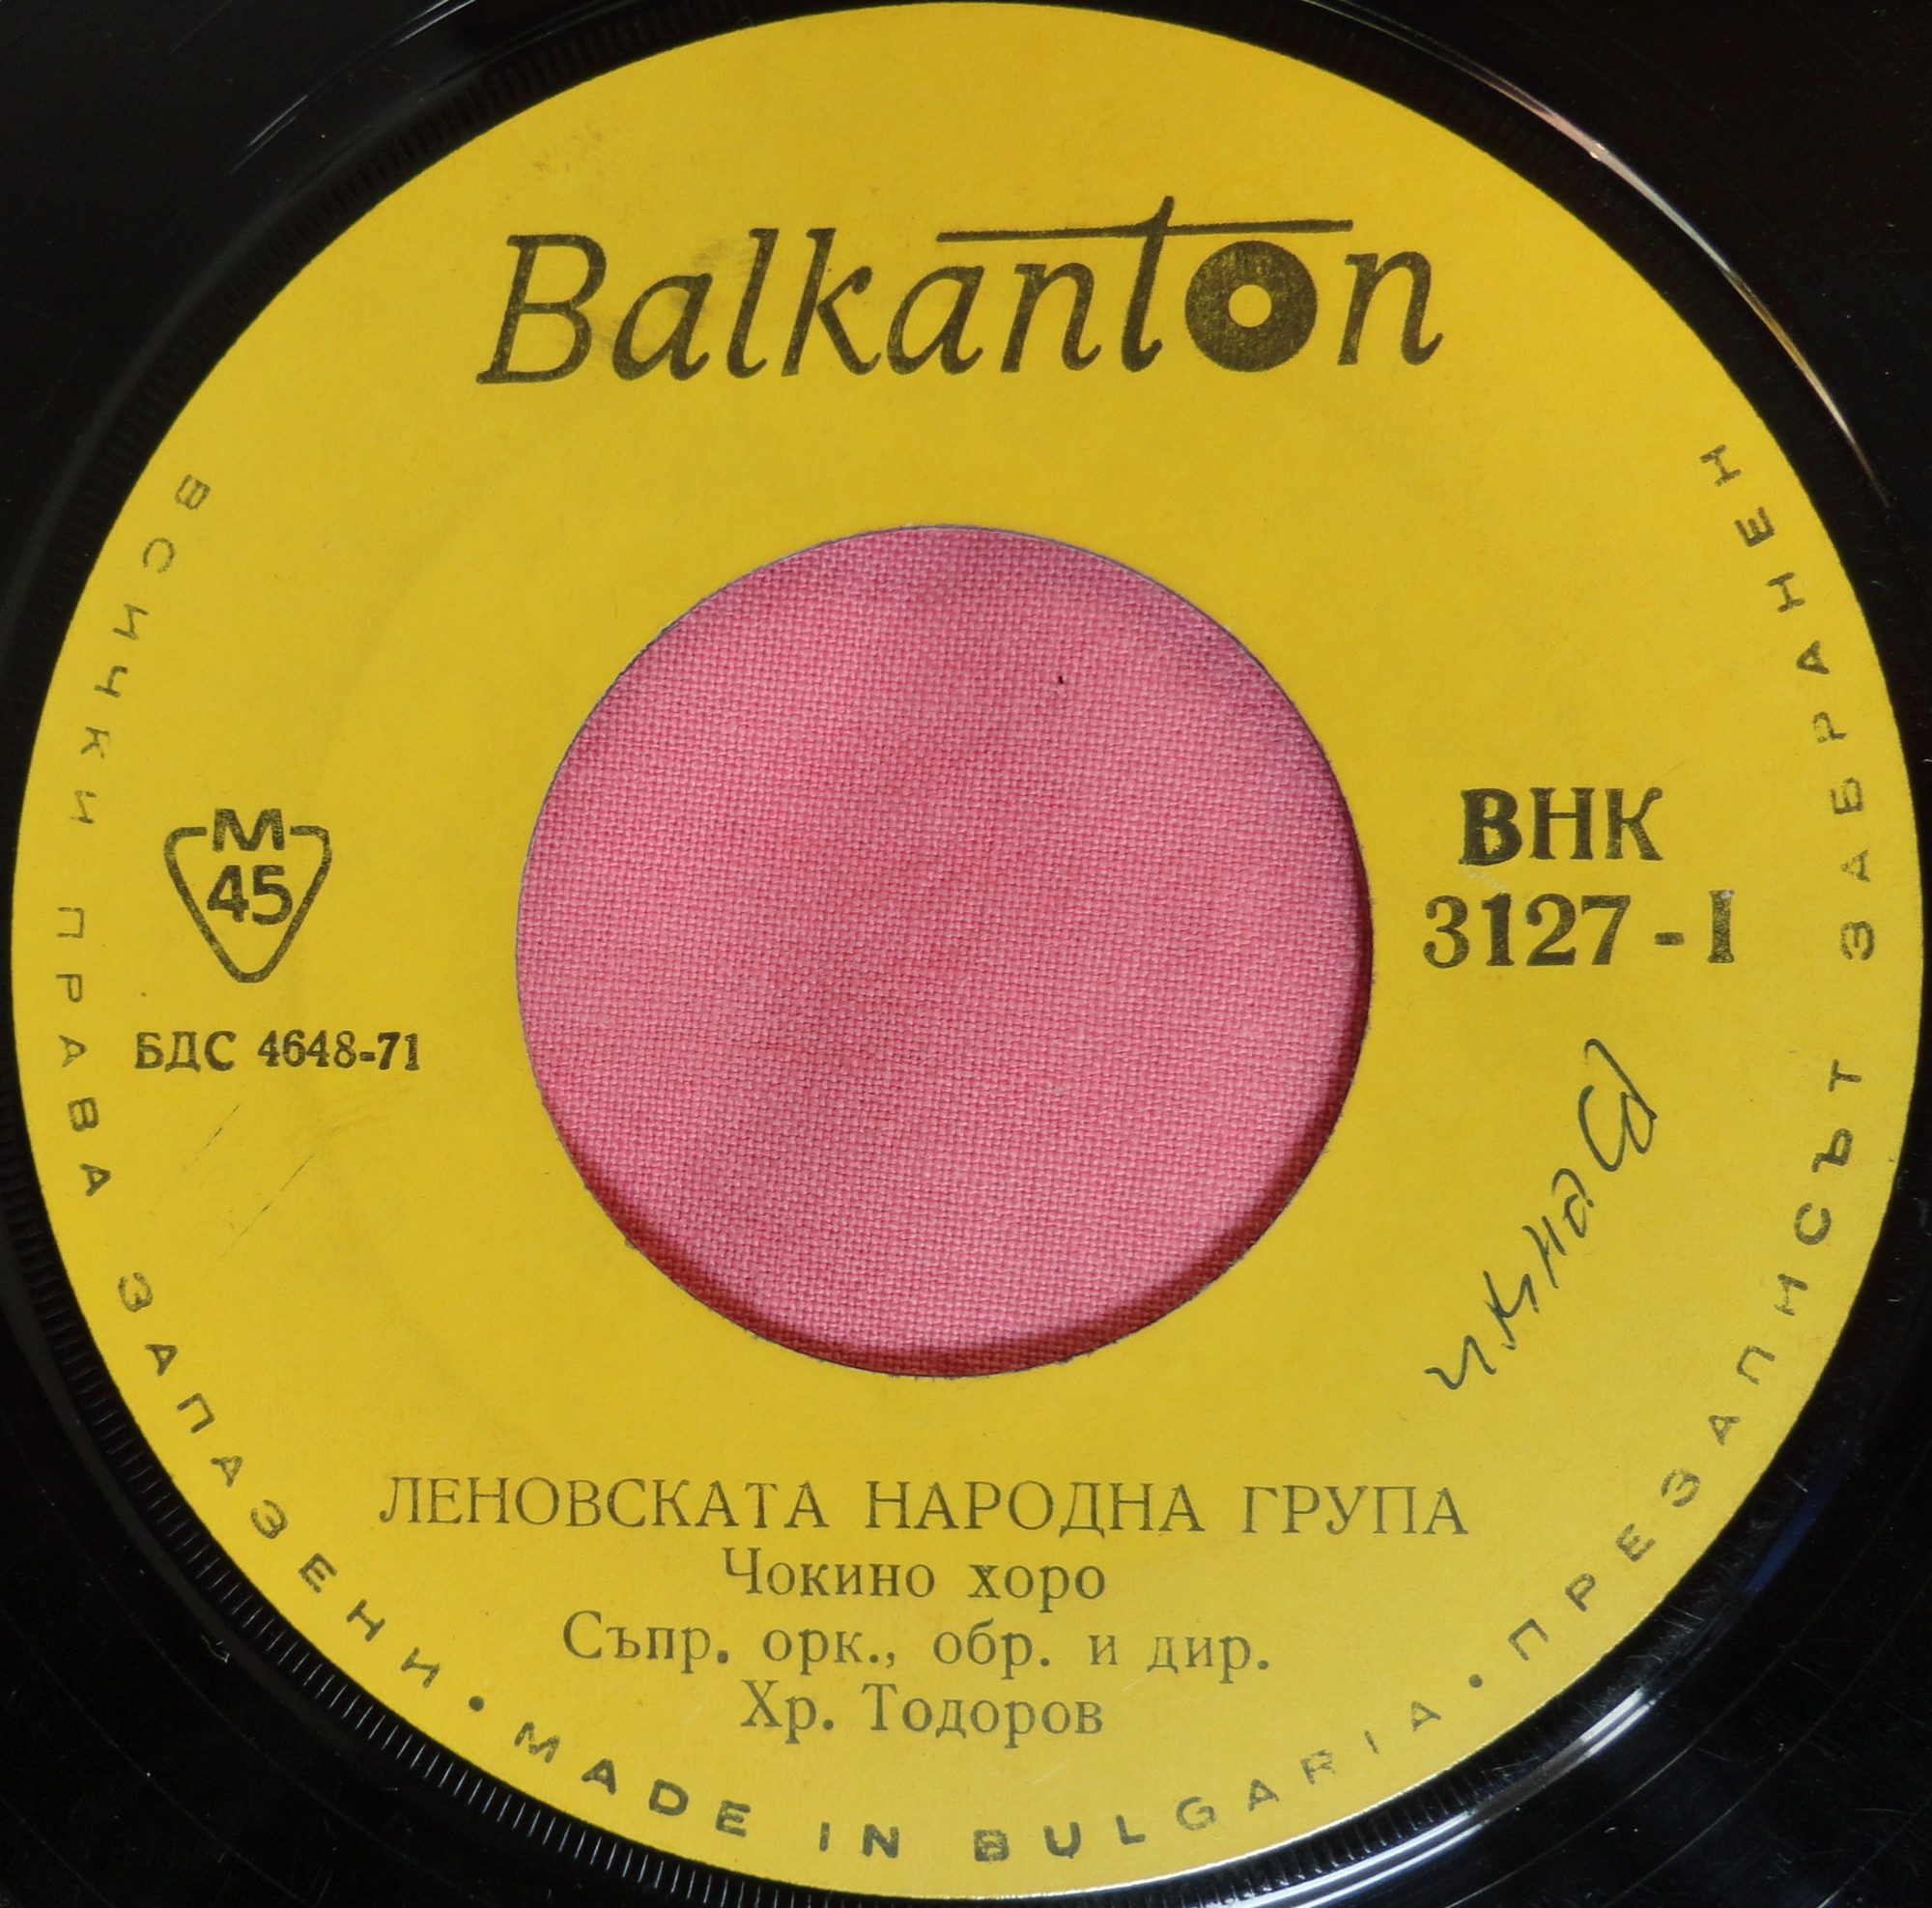 Balkanton
M
45
БДС 4648-71
ВНК
3127-I
ЛЕНОВСКАТА НАРОДНА ГРУПА
Чокино хоро
Съпр. орк., обр. и дир.
Хр. Тодоров
ВСИЧКИ ПРАВА ЗАПАЗЕНИ • MADE IN BULGARIA • ПРЕЗАПИСЪТ ЗАБРАНЕН